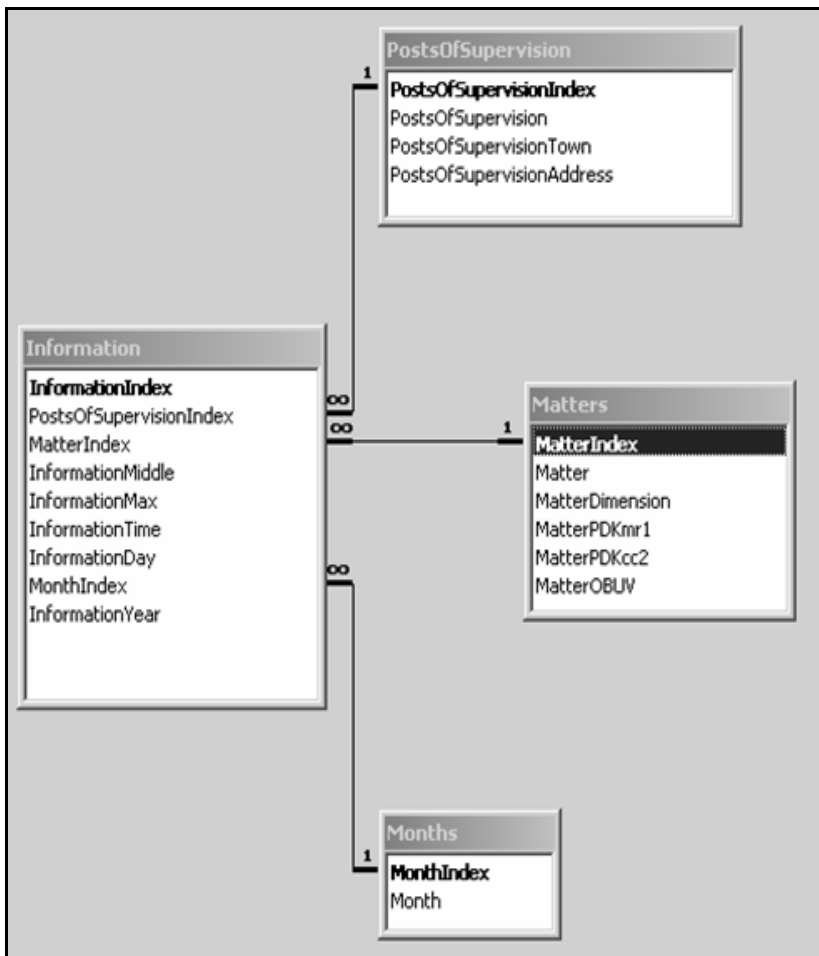 PostsOfSupervision
1
PostsOfSupervisionIndex
PostsOfSupervision
PostsOfSupervisionTown
PostsOfSupervisionAddress
Information
InformationIndex
PostsOfSupervisionIndex
MatterIndex
InformationMiddle
InformationMax
InformationTime
InformationDay
MonthIndex
InformationYear
∞
∞
∞
Matters
1
MatterIndex
Matter
MatterDimension
MatterPDKmr1
MatterPDKcc2
MatterOBUV
Months
1
MonthIndex
Month